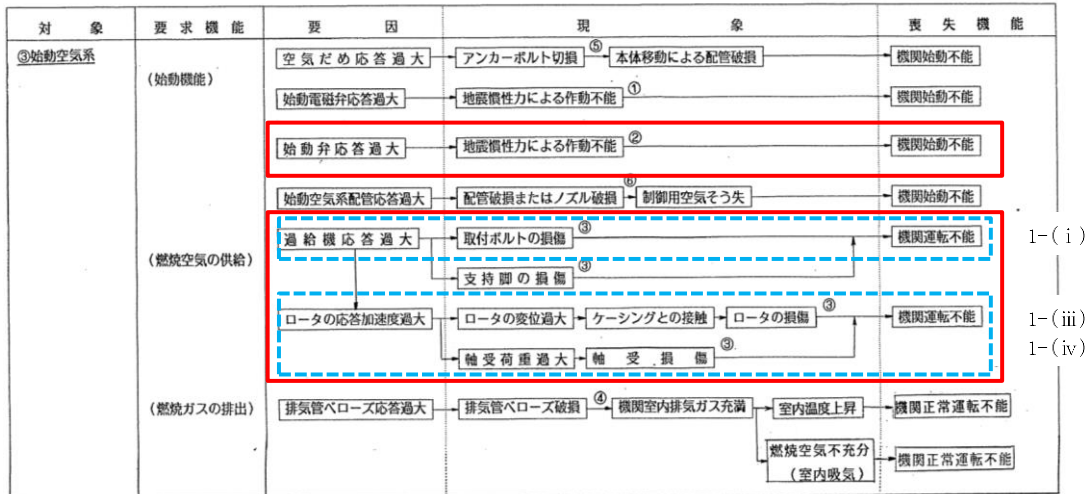 対象 要求機能 要因 現象 喪失機能
③始動空気系
(始動機能)
空気だめ応答過大 アンカーボルト切損 ⑤ 本体移動による配管破損 機関始動不能
始動電磁弁応答過大 地震慣性力による作動不能 ① 機関始動不能
始動弁応答過大 地震慣性力による作動不能 ② 機関始動不能
始動空気系配管応答過大 配管破損またはノズル破損 ⑥ 制御用空気そう失 機関始動不能
(燃焼空気の供給)
過給機応答過大 取付ボルトの損傷 ③ 機関運転不能 1-(ⅰ)
支持脚の損傷 ③
ロータの応答加速度過大 ロータの変位過大 ケーシングとの接触 ロータの損傷 ③ 機関運転不能 1-(ⅲ)
軸受荷重過大 軸受損傷 ③ 1-(ⅳ)
(燃焼ガスの排出)
排気管ベローズ応答過大 排気管ベローズ破損 ④ 機関室内排気ガス充満 室内温度上昇 機関正常運転不能
燃焼空気不充分 機関正常運転不能
(室内吸気)